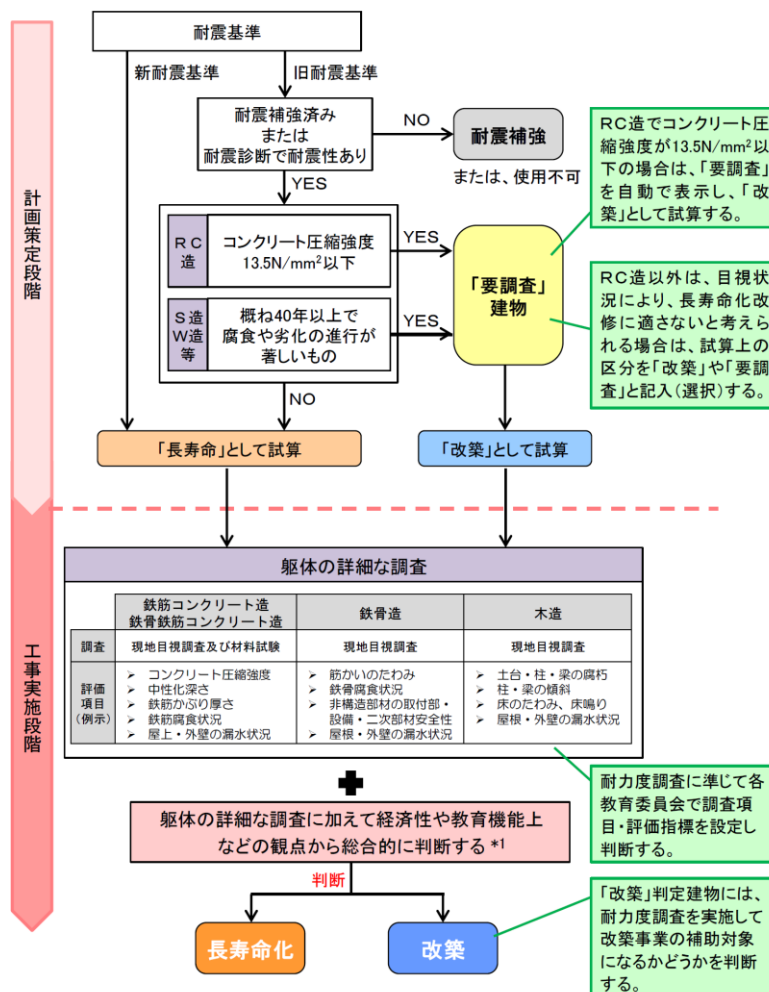 耐震基準
新耐震基準
旧耐震基準
耐震補強済み
または
耐震診断で耐震性あり
NO
耐震補強
または、使用不可
YES
RC造でコンクリート圧
縮強度が13.5N/mm²以
下の場合は、「要調査」
を自動で表示し、「改
築」として試算する。
計画策定段階
RC
造
コンクリート圧縮強度
13.5N/mm²以下
YES
S造
W造
等
概ね40年以上で
腐食や劣化の進行が
著しいもの
YES
「要調査」
建物
RC造以外は、目視状
況により、長寿命化改
修に適さないと考えら
れる場合は、試算上の
区分を「改築」や「要調
査」と記入(選択)する。
NO
「長寿命」として試算
「改築」として試算
工事実施段階
躯体の詳細な調査
鉄筋コンクリート造
鉄骨鉄筋コンクリート造
鉄骨造
木造
調査
現地目視調査及び材料試験
現地目視調査
現地目視調査
評価
項目
(例示)
➢ コンクリート圧縮強度
➢ 中性化深さ
➢ 鉄筋かぶり厚さ
➢ 鉄筋腐食状況
➢ 屋上・外壁の漏水状況
➢ 筋かいのたわみ
➢ 鉄骨腐食状況
➢ 非構造部材の取付部・
設備・二次部材安全性
➢ 屋根・外壁の漏水状況
➢ 土台・柱・梁の腐朽
➢ 柱・梁の傾斜
➢ 床のたわみ、床鳴り
➢ 屋根・外壁の漏水状況
耐力度調査に準じて各
教育委員会で調査項
目・評価指標を設定し
判断する。
躯体の詳細な調査に加えて経済性や教育機能上
などの観点から総合的に判断する *1
判断
長寿命化
改築
「改築」判定建物には、
耐力度調査を実施して
改築事業の補助対象
になるかどうかを判断
する。